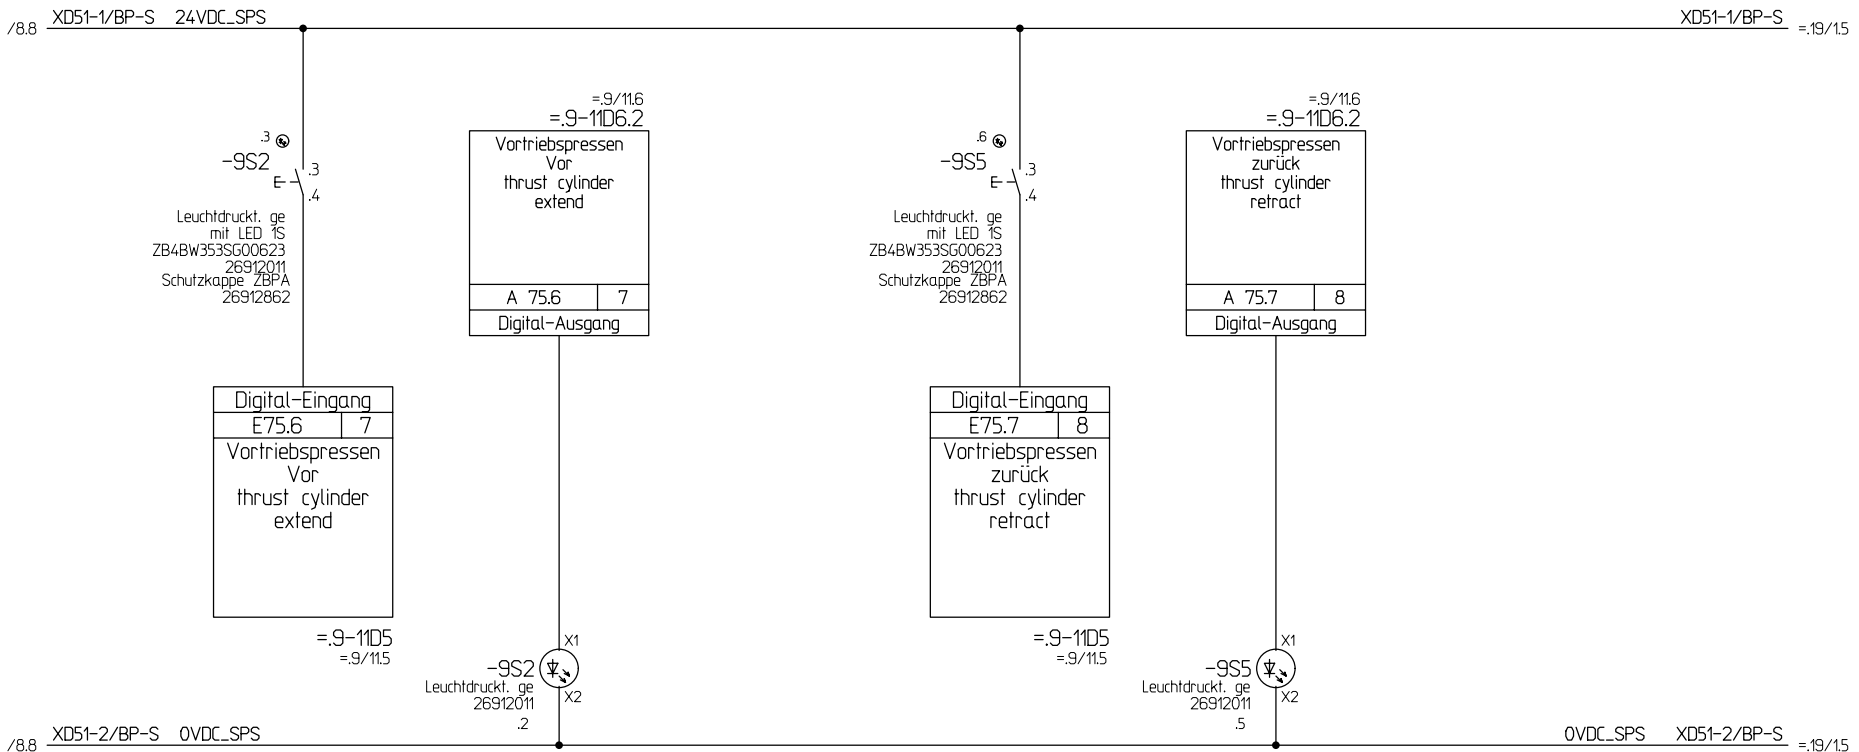 /8.8 XD51-1/BP-S 24VDC_SPS XD51-1/BP-S =.19/1.5
.3
-9S2
.3
.4
Leuchtdruckt. ge
mit LED 1S
ZB4BW353SG00623
26912011
Schutzkappe ZBPA
26912862
=.9/11.6
=.9-11D6.2
Vortriebspressen
Vor
thrust cylinder
extend
A 75.6 7
Digital-Ausgang
.6
-9S5
.3
.4
Leuchtdruckt. ge
mit LED 1S
ZB4BW353SG00623
26912011
Schutzkappe ZBPA
26912862
=.9/11.6
=.9-11D6.2
Vortriebspressen
zurück
thrust cylinder
retract
A 75.7 8
Digital-Ausgang
Digital-Eingang
E75.6 7
Vortriebspressen
Vor
thrust cylinder
extend
=.9-11D5
=.9/11.5
X1
-9S2
Leuchtdruckt. ge
X2
26912011
.2
Digital-Eingang
E75.7 8
Vortriebspressen
zurück
thrust cylinder
retract
=.9-11D5
=.9/11.5
X1
-9S5
Leuchtdruckt. ge
X2
26912011
.5
/8.8 XD51-2/BP-S 0VDC_SPS 0VDC_SPS XD51-2/BP-S =.19/1.5